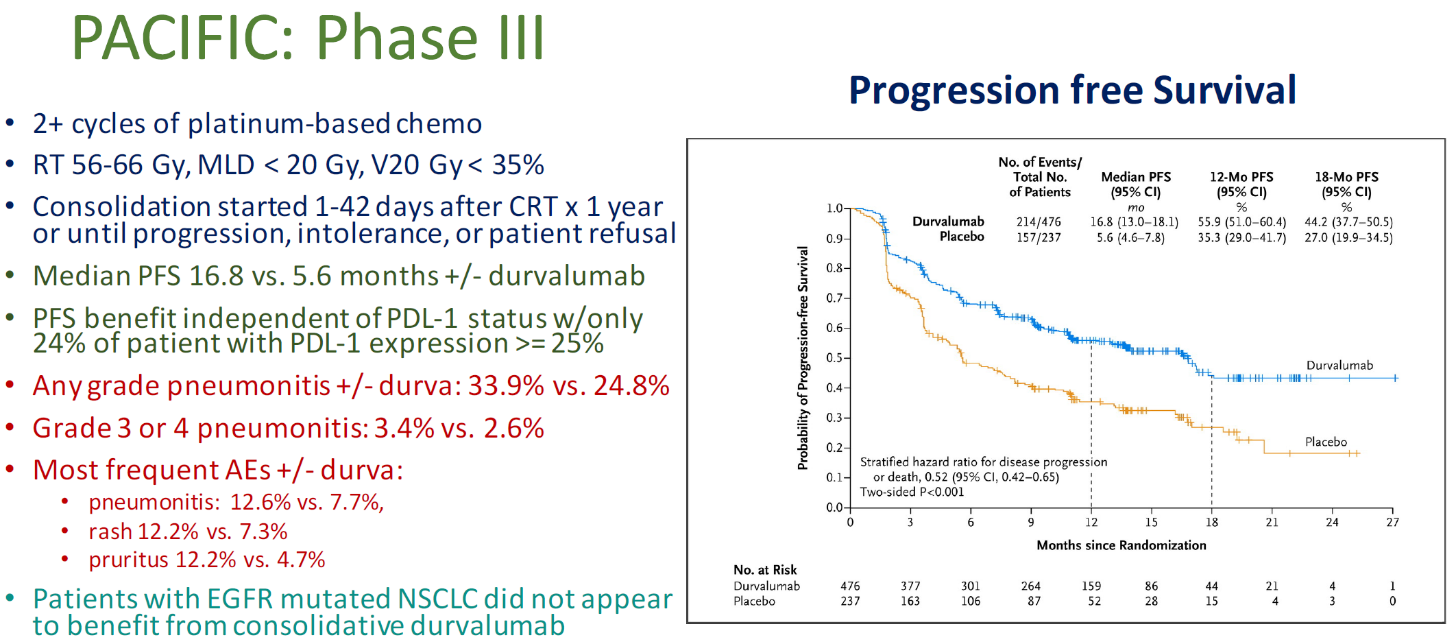 PACIFIC: Phase III
• 2+ cycles of platinum-based chemo
• RT 56-66 Gy, MLD < 20 Gy, V20 Gy < 35%
• Consolidation started 1-42 days after CRT x 1 year
or until progression, intolerance, or patient refusal
• Median PFS 16.8 vs. 5.6 months +/- durvalumab
• PFS benefit independent of PDL-1 status w/only
24% of patient with PDL-1 expression >= 25%
• Any grade pneumonitis +/- durva: 33.9% vs. 24.8%
• Grade 3 or 4 pneumonitis: 3.4% vs. 2.6%
• Most frequent AEs +/- durva:
• pneumonitis: 12.6% vs. 7.7%,
• rash 12.2% vs. 7.3%
• pruritus 12.2% vs. 4.7%
• Patients with EGFR mutated NSCLC did not appear
to benefit from consolidative durvalumab
Progression free Survival
No. of Events/
Total No. Median PFS 12-Mo PFS 18-Mo PFS
of Patients (95% CI) (95% CI) (95% CI)
mo % %
Durvalumab 214/476 16.8 (13.0–18.1) 55.9 (51.0–60.4) 44.2 (37.7–50.5)
Placebo 157/237 5.6 (4.6–7.8) 35.3 (29.0–41.7) 27.0 (19.9–34.5)
Probability of Progression-free Survival
1.0
0.9
0.8
0.7
0.6
0.5
0.4
0.3
0.2
0.1
0.0
Durvalumab
Placebo
Stratified hazard ratio for disease progression
or death, 0.52 (95% CI, 0.42–0.65)
Two-sided P<0.001
0 3 6 9 12 15 18 21 24 27
Months since Randomization
No. at Risk
Durvalumab 476 377 301 264 159 86 44 21 4 1
Placebo 237 163 106 87 52 28 15 4 3 0